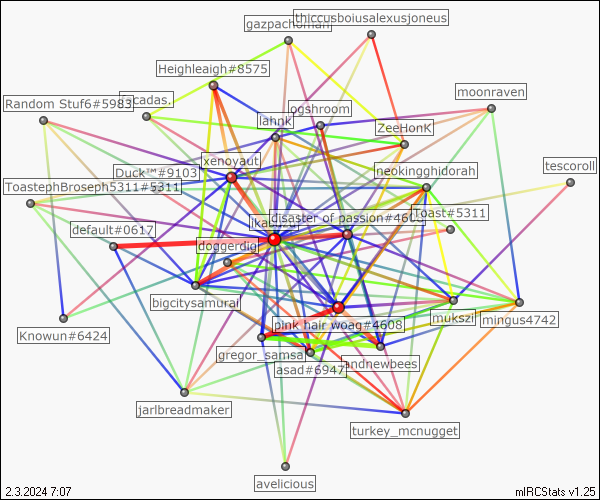 gazpachoman
thiccusboiusalexusjoneus
Heighleaigh#8575
moonraven
Random Stuf6#5983
cadas.
ogshroom
lahnk
ZeeHonK
xenoyaut
tescoroll
Duck™#9103
neokingghidorah
ToastephBroseph5311#5311
disaster of passion#460
Toast#5311
default#0617
doggerdig
bigcitysamurai
mukszi
mingus4742
pink hair woag#4608
Knowun#6424
gregor_samsa
andnewbees
asad#6947
jarlbreadmaker
turkey_mcnugget
avelicious
2.3.2024 7:07
mIRCStats v1.25